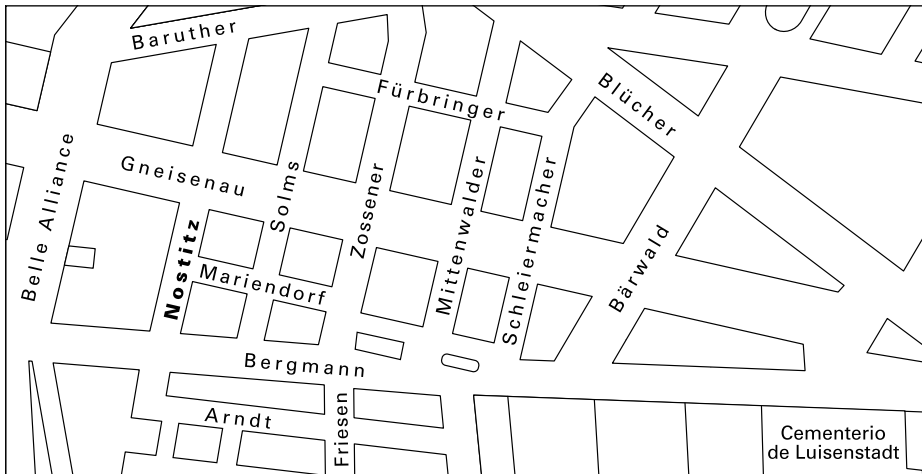 Baruther
Fürbringer
Blücher
Gneisenau
Belle Alliance
Solms
Zossener
Mittenwalder
Schleiermacher
Nostitz
Mariendorf
Bärwald
Bergmann
Arndt
Friesen
Cementerio
de Luisenstadt